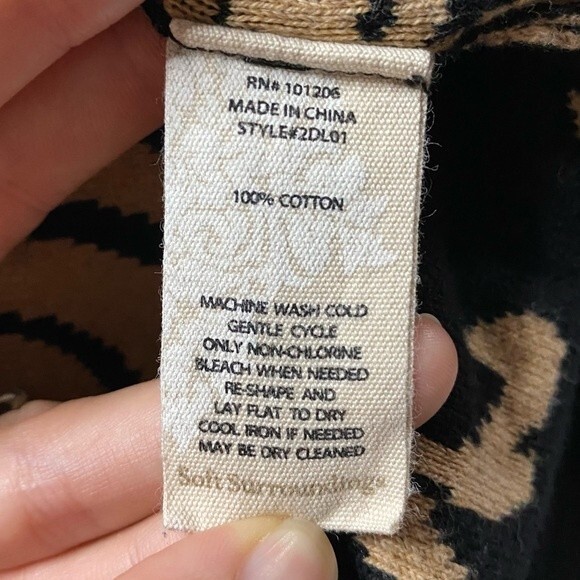 RN# 101206
MADE IN CHINA
STYLE#2DL01
100% COTTON
MACHINE WASH COLD
GENTLE CYCLE
ONLY NON-CHLORINE
BLEACH WHEN NEEDED
RE-SHAPE AND
LAY FLAT TO DRY
COOL IRON IF NEEDED
MAY BE DRY CLEANED
Soft Surroundings